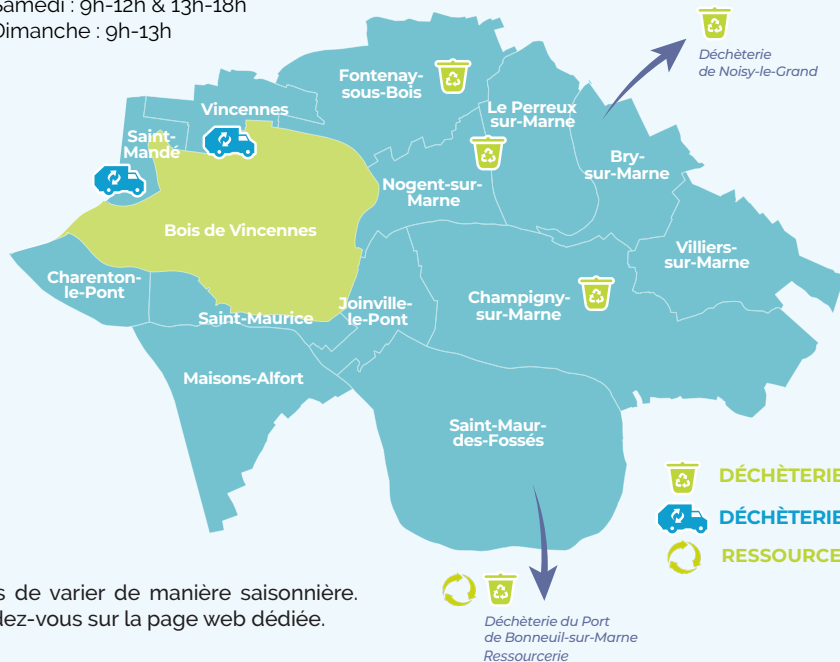 Samedi : 9h-12h & 13h-18h
Dimanche : 9h-13h
Déchèterie
de Noisy-le-Grand
Fontenay-
sous-Bois
Vincennes
Le Perreux
sur-Marne
Saint-
Mandé
Bry-
sur-Marne
Nogent-sur-
Marne
Bois de Vincennes
Villiers-
sur-Marne
Charenton-
le-Pont
Joinville-
le-Pont
Champigny-
sur-Marne
Saint-Maurice
Maisons-Alfort
Saint-Maur-
des-Fossés
DÉCHÈTERIE
DÉCHÈTERIE
RESSOURCE
de varier de manière saisonnière.
dez-vous sur la page web dédiée.
Déchèterie du Port
de Bonneuil-sur-Marne
Ressourcerie